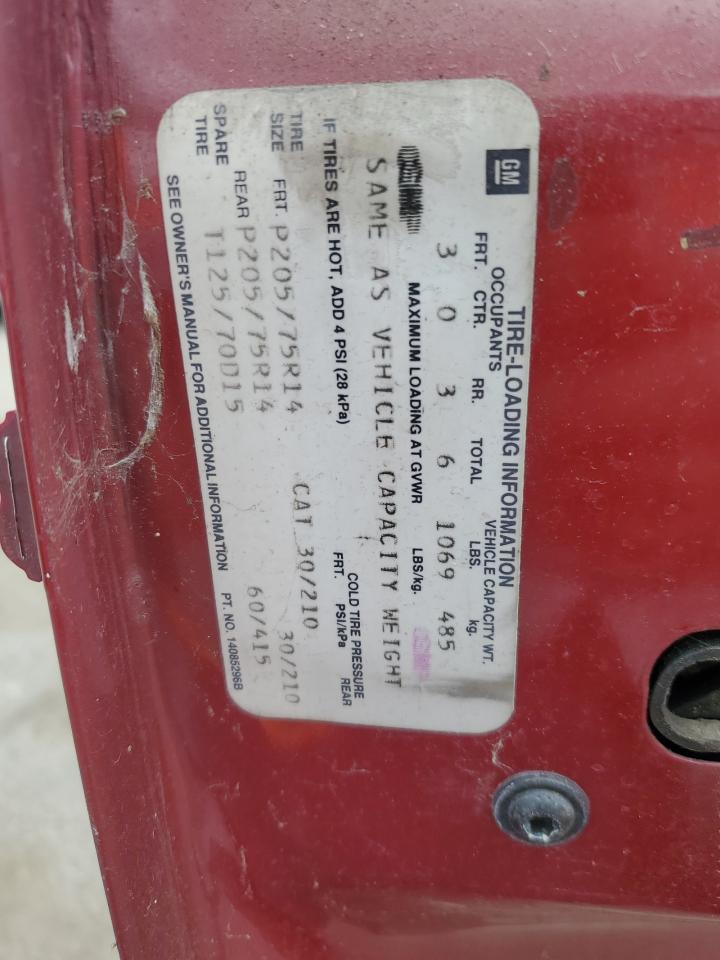 GM
TIRE-LOADING INFORMATION
OCCUPANTS VEHICLE CAPACITY WT.
FRT. CTR. RR. TOTAL LBS. kg.
3 0 3 6 1069 485
MAXIMUM LOADING AT GVWR LBS/kg.
SAME AS VEHICLE CAPACITY WEIGHT
IF TIRES ARE HOT, ADD 4 PSI (28 kPa)
COLD TIRE PRESSURE
FRT. PSI/kPa REAR
TIRE SIZE FRT. P205/75R14 CAT 30/210 30/210
REAR P205/75R14
SPARE TIRE T125/70D15 60/415
SEE OWNER'S MANUAL FOR ADDITIONAL INFORMATION PT. NO. 14085296B